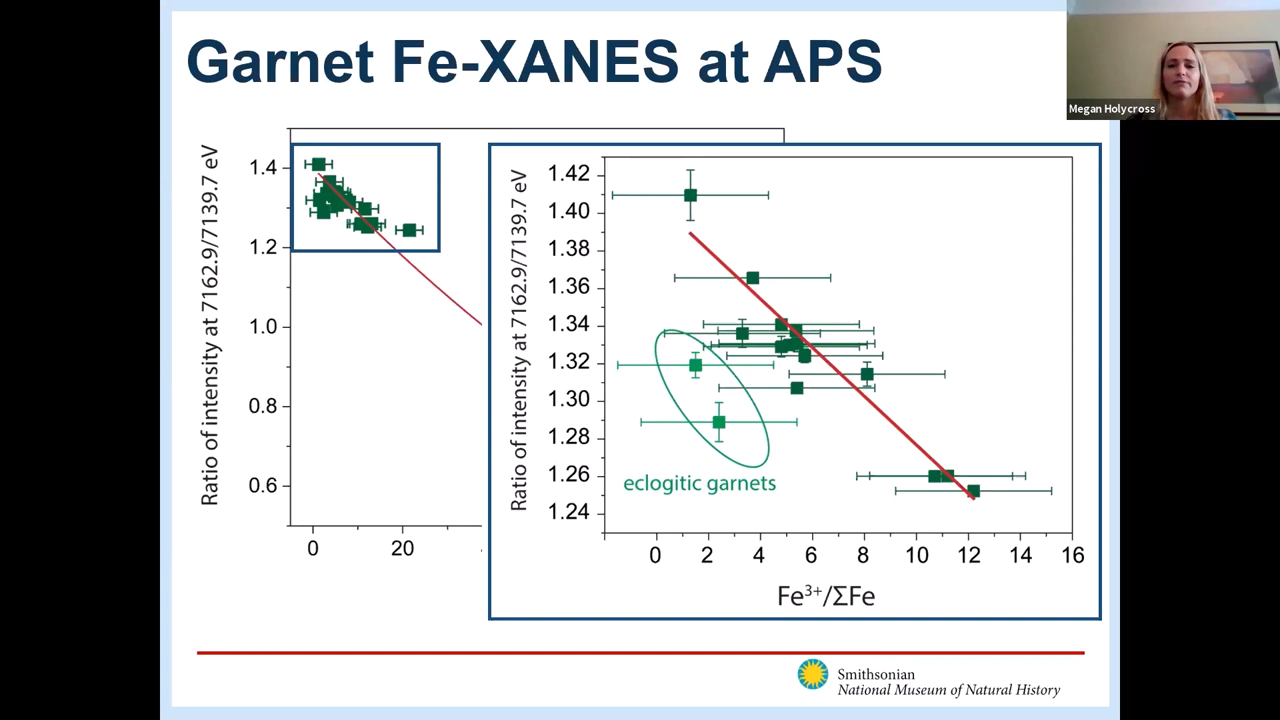 Garnet Fe-XANES at APS
Megan Holycross
Ratio of intensity at 7162.9/7139.7 eV
1.4
1.2
1.0
0.8
0.6
0
20
Ratio of intensity at 7162.9/7139.7 eV
1.42
1.40
1.38
1.36
1.34
1.32
1.30
1.28
1.26
1.24
eclogitic garnets
0 2 4 6 8 10 12 14 16
Fe³⁺/ΣFe
Smithsonian
National Museum of Natural History